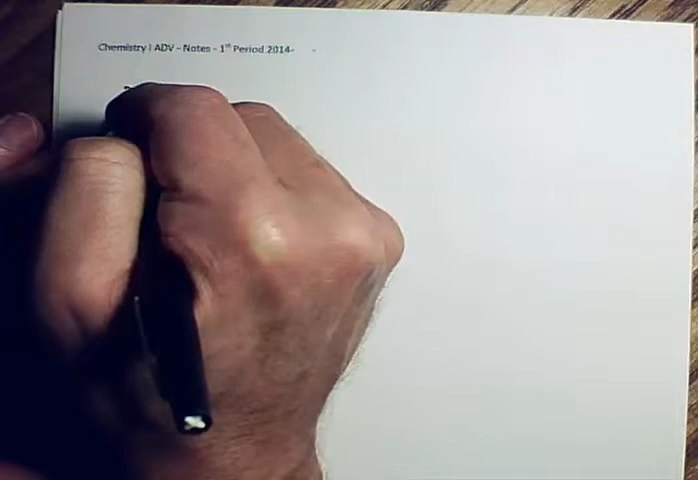 Chemistry I ADV - Notes - 1st Period 2014-